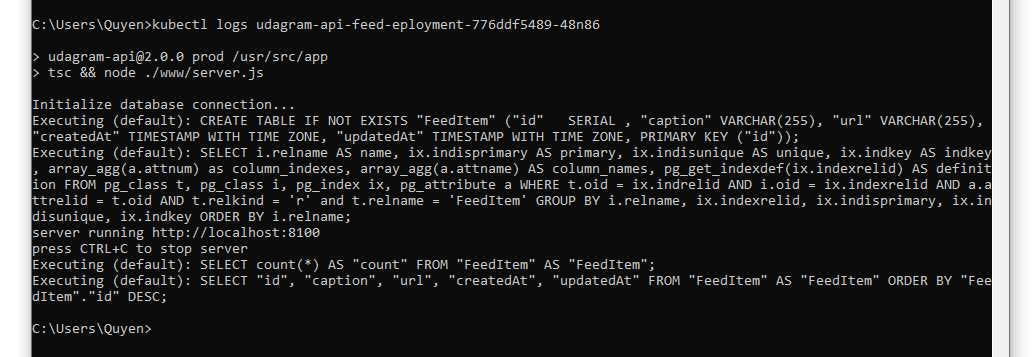 C:\Users\Quyen>kubectl logs udagram-api-feed-eployment-776ddf5489-48n86
> udagram-api@2.0.0 prod /usr/src/app
> tsc && node ./www/server.js
Initialize database connection...
Executing (default): CREATE TABLE IF NOT EXISTS "FeedItem" ("id"   SERIAL , "caption" VARCHAR(255), "url" VARCHAR(255),
"createdAt" TIMESTAMP WITH TIME ZONE, "updatedAt" TIMESTAMP WITH TIME ZONE, PRIMARY KEY ("id"));
Executing (default): SELECT i.relname AS name, ix.indisprimary AS primary, ix.indisunique AS unique, ix.indkey AS indkey
, array_agg(a.attnum) as column_indexes, array_agg(a.attname) AS column_names, pg_get_indexdef(ix.indexrelid) AS definit
ion FROM pg_class t, pg_class i, pg_index ix, pg_attribute a WHERE t.oid = ix.indrelid AND i.oid = ix.indexrelid AND a.a
ttrelid = t.oid AND t.relkind = 'r' and t.relname = 'FeedItem' GROUP BY i.relname, ix.indexrelid, ix.indisprimary, ix.in
disunique, ix.indkey ORDER BY i.relname;
server running http://localhost:8100
press CTRL+C to stop server
Executing (default): SELECT count(*) AS "count" FROM "FeedItem" AS "FeedItem";
Executing (default): SELECT "id", "caption", "url", "createdAt", "updatedAt" FROM "FeedItem" AS "FeedItem" ORDER BY "Fee
dItem"."id" DESC;
C:\Users\Quyen>